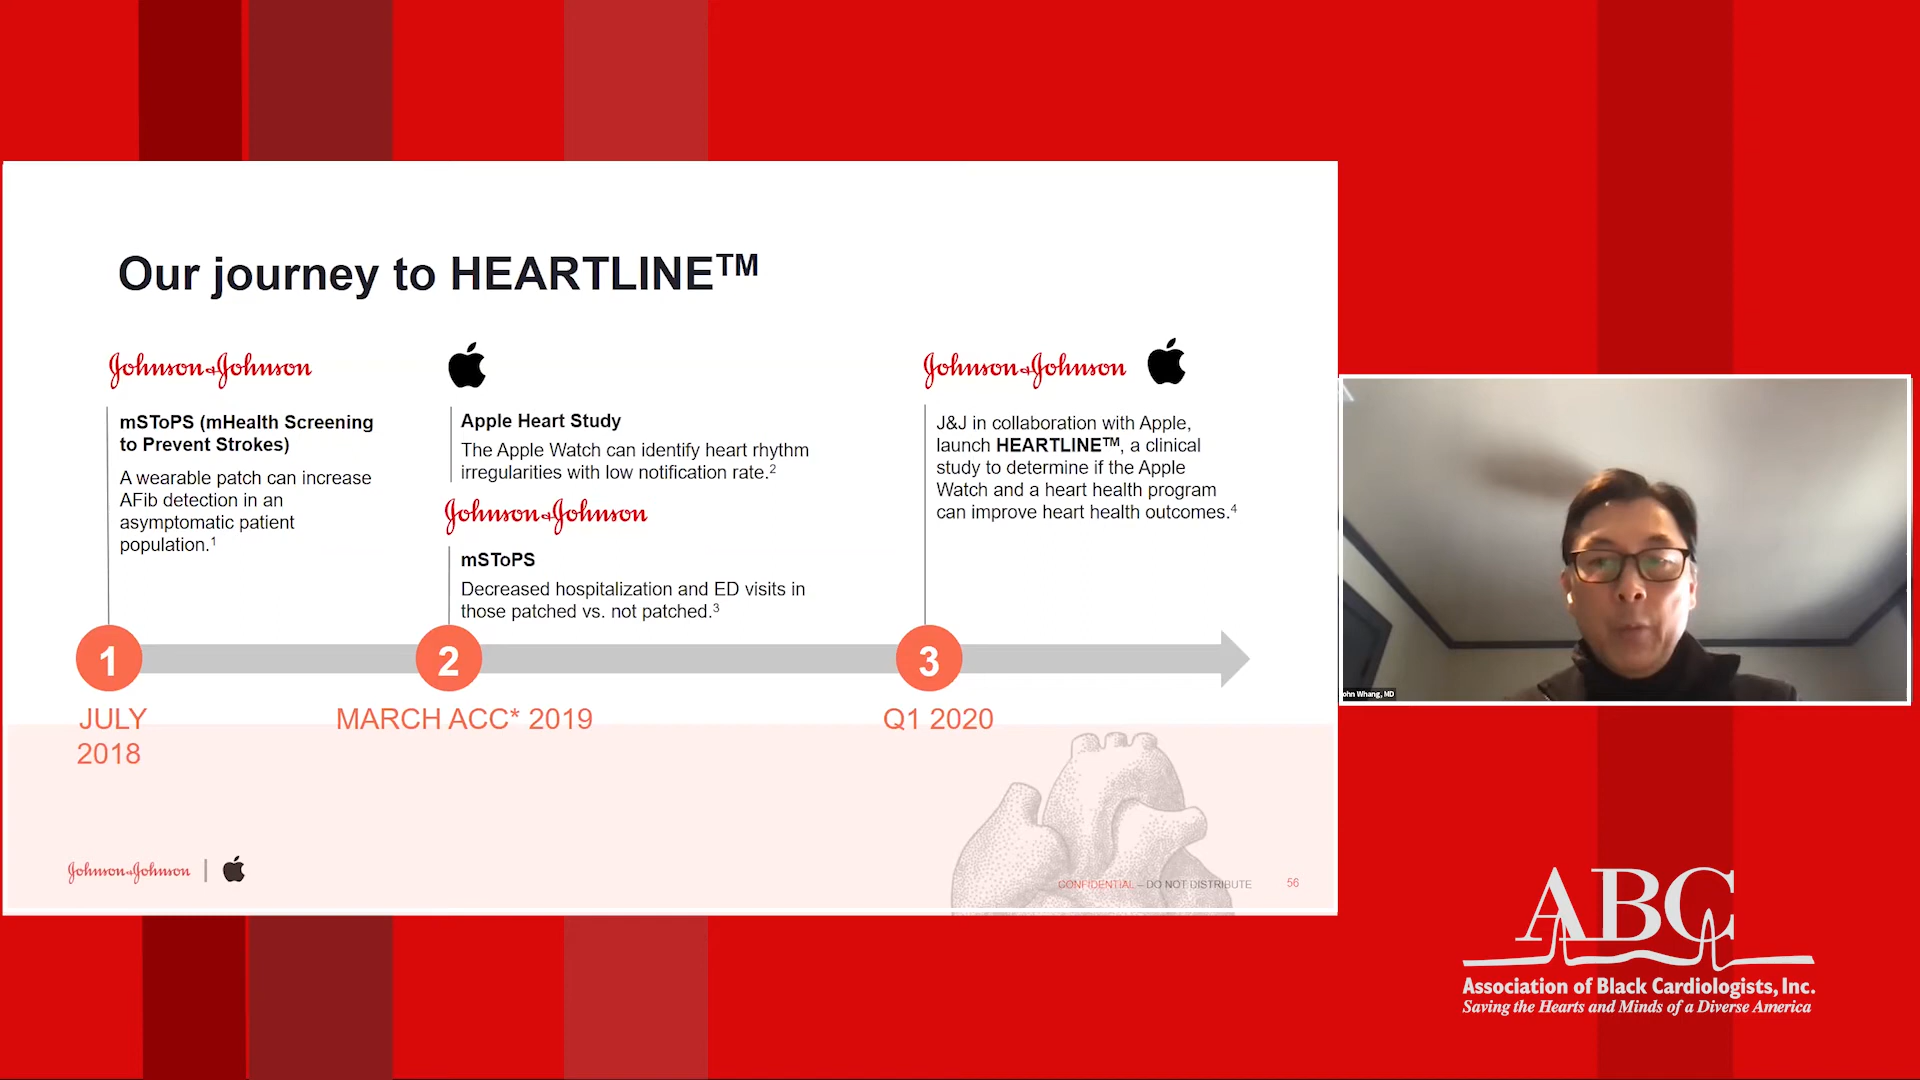 Our journey to HEARTLINE™
Johnson & Johnson
mSToPS (mHealth Screening
to Prevent Strokes)
A wearable patch can increase
AFib detection in an
asymptomatic patient
population.¹
Apple Heart Study
The Apple Watch can identify heart rhythm
irregularities with low notification rate.²
Johnson & Johnson
mSToPS
Decreased hospitalization and ED visits in
those patched vs. not patched.³
Johnson & Johnson
J&J in collaboration with Apple,
launch HEARTLINE™, a clinical
study to determine if the Apple
Watch and a heart health program
can improve heart health outcomes.⁴
1
2
3
JULY
2018
MARCH ACC* 2019
Q1 2020
Johnson & Johnson
CONFIDENTIAL – DO NOT DISTRIBUTE
56
ohn Whang, MD
ABC
Association of Black Cardiologists, Inc.
Saving the Hearts and Minds of a Diverse America